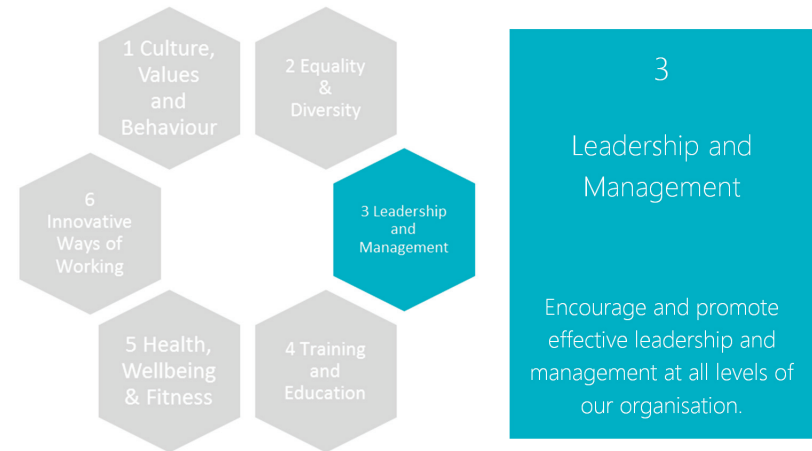 1 Culture,
Values
and
Behaviour
2 Equality
&
Diversity
3 Leadership
and
Management
4 Training
and
Education
5 Health,
Wellbeing
& Fitness
6
Innovative
Ways of
Working
3
Leadership and
Management
Encourage and promote
effective leadership and
management at all levels of
our organisation.